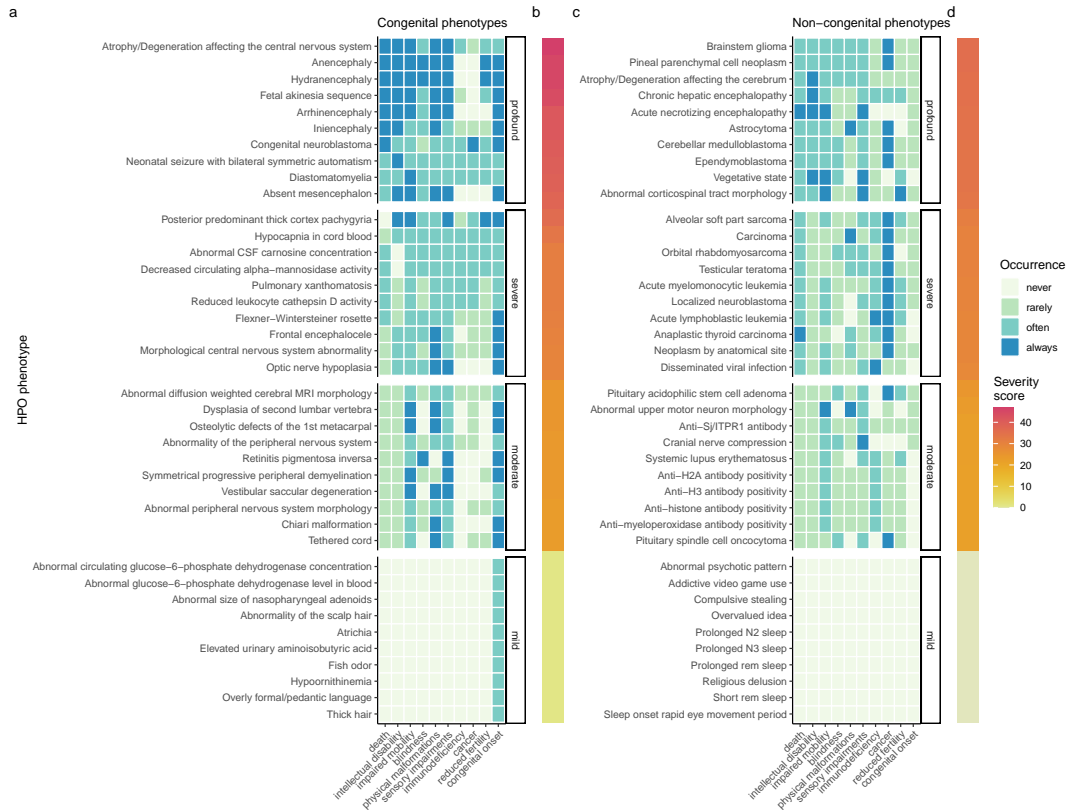 a
Congenital phenotypes
b
c
Non−congenital phenotypes
d
HPO phenotype
Atrophy/Degeneration affecting the central nervous system
Anencephaly
Hydranencephaly
Fetal akinesia sequence
Arrhinencephaly
Iniencephaly
Congenital neuroblastoma
Neonatal seizure with bilateral symmetric automatism
Diastomatomyelia
Absent mesencephalon
profound
Posterior predominant thick cortex pachygyria
Hypocapnia in cord blood
Abnormal CSF carnosine concentration
Decreased circulating alpha−mannosidase activity
Pulmonary xanthomatosis
Reduced leukocyte cathepsin D activity
Flexner−Wintersteiner rosette
Frontal encephalocele
Morphological central nervous system abnormality
Optic nerve hypoplasia
severe
Abnormal diffusion weighted cerebral MRI morphology
Dysplasia of second lumbar vertebra
Osteolytic defects of the 1st metacarpal
Abnormality of the peripheral nervous system
Retinitis pigmentosa inversa
Symmetrical progressive peripheral demyelination
Vestibular saccular degeneration
Abnormal peripheral nervous system morphology
Chiari malformation
Tethered cord
moderate
Abnormal circulating glucose−6−phosphate dehydrogenase concentration
Abnormal glucose−6−phosphate dehydrogenase level in blood
Abnormal size of nasopharyngeal adenoids
Abnormality of the scalp hair
Atrichia
Elevated urinary aminoisobutyric acid
Fish odor
Hypoornithinemia
Overly formal/pedantic language
Thick hair
mild
death
intellectual disability
impaired mobility
blindness
physical malformations
sensory impairments
immunodeficiency
cancer
reduced fertility
congenital onset
Brainstem glioma
Pineal parenchymal cell neoplasm
Atrophy/Degeneration affecting the cerebrum
Chronic hepatic encephalopathy
Acute necrotizing encephalopathy
Astrocytoma
Cerebellar medulloblastoma
Ependymoblastoma
Vegetative state
Abnormal corticospinal tract morphology
profound
Alveolar soft part sarcoma
Carcinoma
Orbital rhabdomyosarcoma
Testicular teratoma
Acute myelomonocytic leukemia
Localized neuroblastoma
Acute lymphoblastic leukemia
Anaplastic thyroid carcinoma
Neoplasm by anatomical site
Disseminated viral infection
severe
Pituitary acidophilic stem cell adenoma
Abnormal upper motor neuron morphology
Anti−Sj/ITPR1 antibody
Cranial nerve compression
Systemic lupus erythematosus
Anti−H2A antibody positivity
Anti−H3 antibody positivity
Anti−histone antibody positivity
Anti−myeloperoxidase antibody positivity
Pituitary spindle cell oncocytoma
moderate
Abnormal psychotic pattern
Addictive video game use
Compulsive stealing
Overvalued idea
Prolonged N2 sleep
Prolonged N3 sleep
Prolonged rem sleep
Religious delusion
Short rem sleep
Sleep onset rapid eye movement period
mild
death
intellectual disability
impaired mobility
blindness
physical malformations
sensory impairments
immunodeficiency
cancer
reduced fertility
congenital onset
Occurrence
never
rarely
often
always
Severity
score
40
30
20
10
0